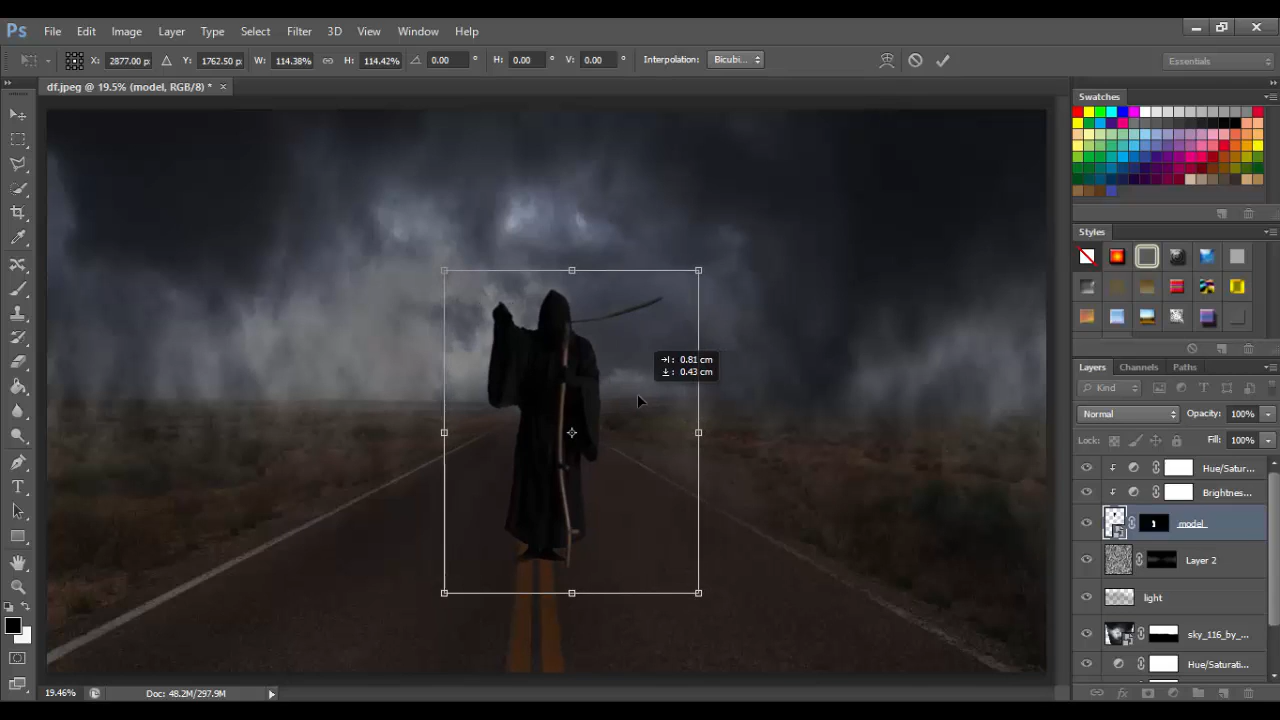 Ps File Edit Image Layer Type Select Filter 3D View Window Help
X: 2877.00 p: Y: 1762.50 p: W: 114.38% H: 114.42% 0.00 ° H: 0.00 ° V: 0.00 ° Interpolation: Bicubi... Essentials
df.jpeg @ 19.5% (model, RGB/8) * ×
Swatches
Styles
0.81 cm
0.43 cm
Layers Channels Paths
Kind
Normal Opacity: 100%
Lock: Fill: 100%
Hue/Satur...
Brightnes...
model
Layer 2
light
sky_116_by_...
Hue/Saturati...
19.46% Doc: 48.2M/297.9M